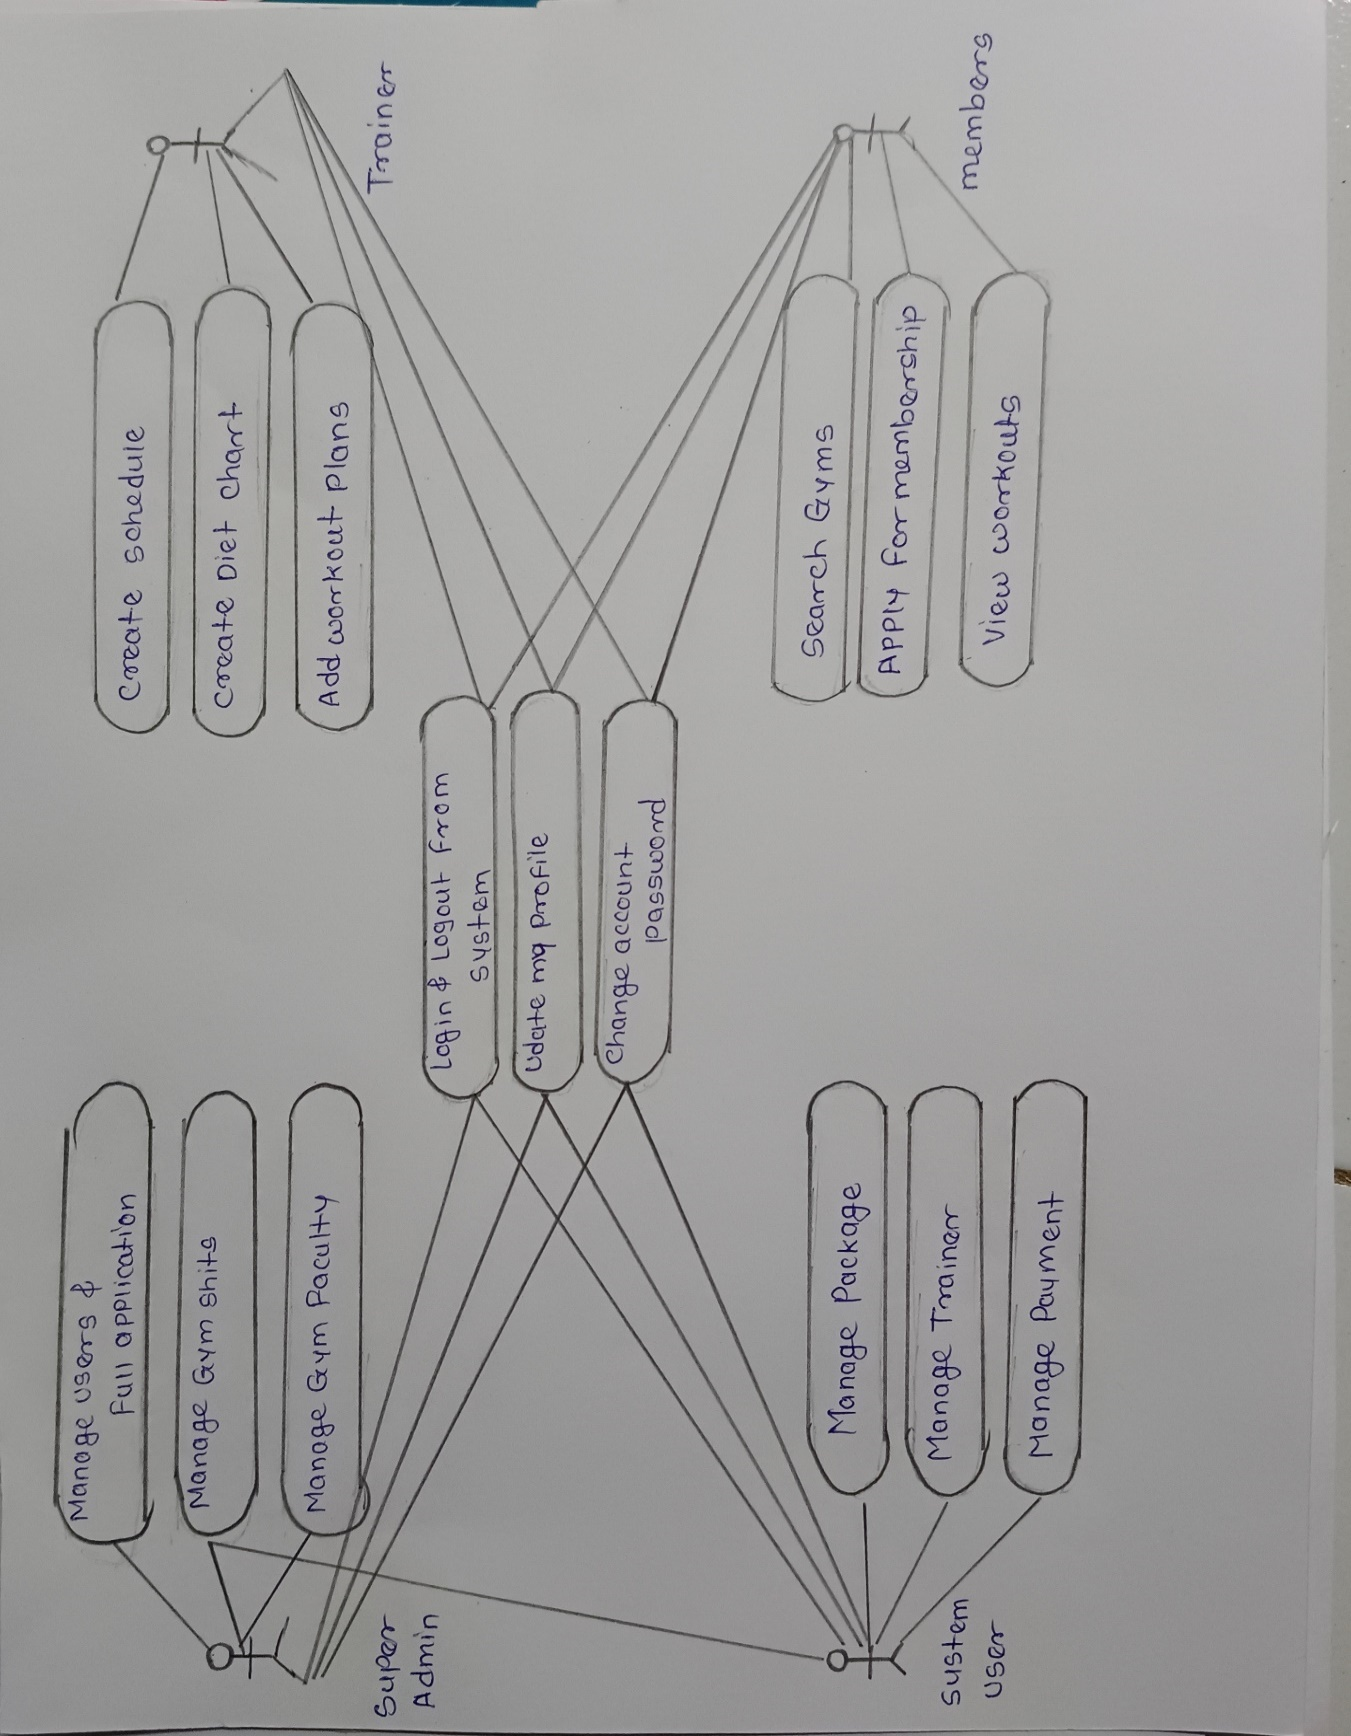 Manage users &
Full application
Manage Gym shits
Manage Gym Faculty
Super
Admin
Create schedule
Create Diet chart
Add workout plans
Trainer
Login & Logout From
system
Udate my profile
Change account
password
Manage Package
Manage Trainer
Manage Payment
System
User
Search Gyms
Apply for membership
View workouts
members